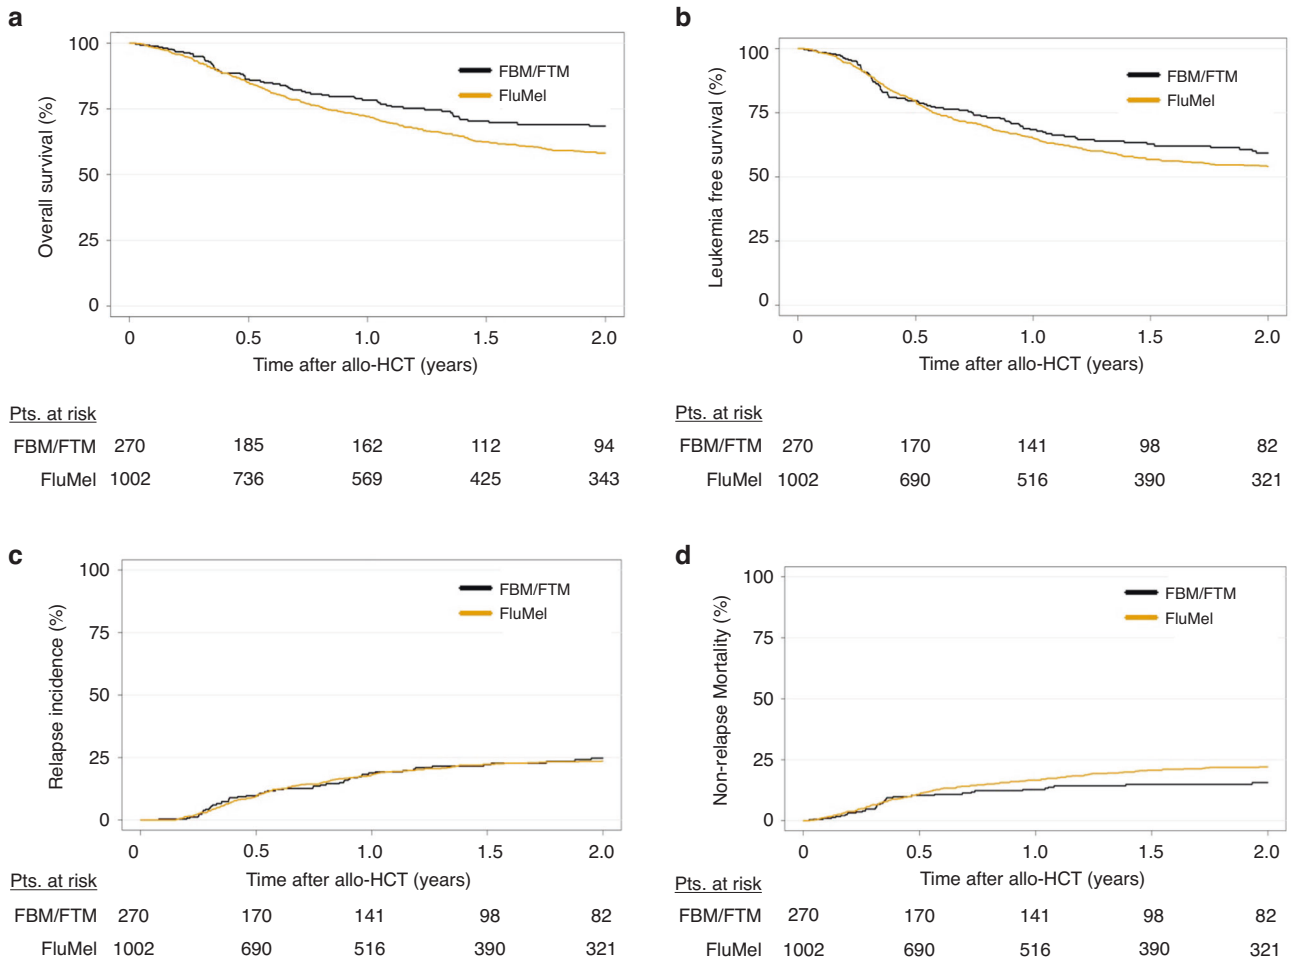 a
100
75
50
25
0
Overall survival (%)
FBM/FTM
FluMel
0 0.5 1.0 1.5 2.0
Time after allo-HCT (years)
Pts. at risk
FBM/FTM 270 185 162 112 94
FluMel 1002 736 569 425 343
b
100
75
50
25
0
Leukemia free survival (%)
FBM/FTM
FluMel
0 0.5 1.0 1.5 2.0
Time after allo-HCT (years)
Pts. at risk
FBM/FTM 270 170 141 98 82
FluMel 1002 690 516 390 321
c
100
75
50
25
0
Relapse incidence (%)
FBM/FTM
FluMel
0 0.5 1.0 1.5 2.0
Time after allo-HCT (years)
Pts. at risk
FBM/FTM 270 170 141 98 82
FluMel 1002 690 516 390 321
d
100
75
50
25
0
Non-relapse Mortality (%)
FBM/FTM
FluMel
0 0.5 1.0 1.5 2.0
Time after allo-HCT (years)
Pts. at risk
FBM/FTM 270 170 141 98 82
FluMel 1002 690 516 390 321